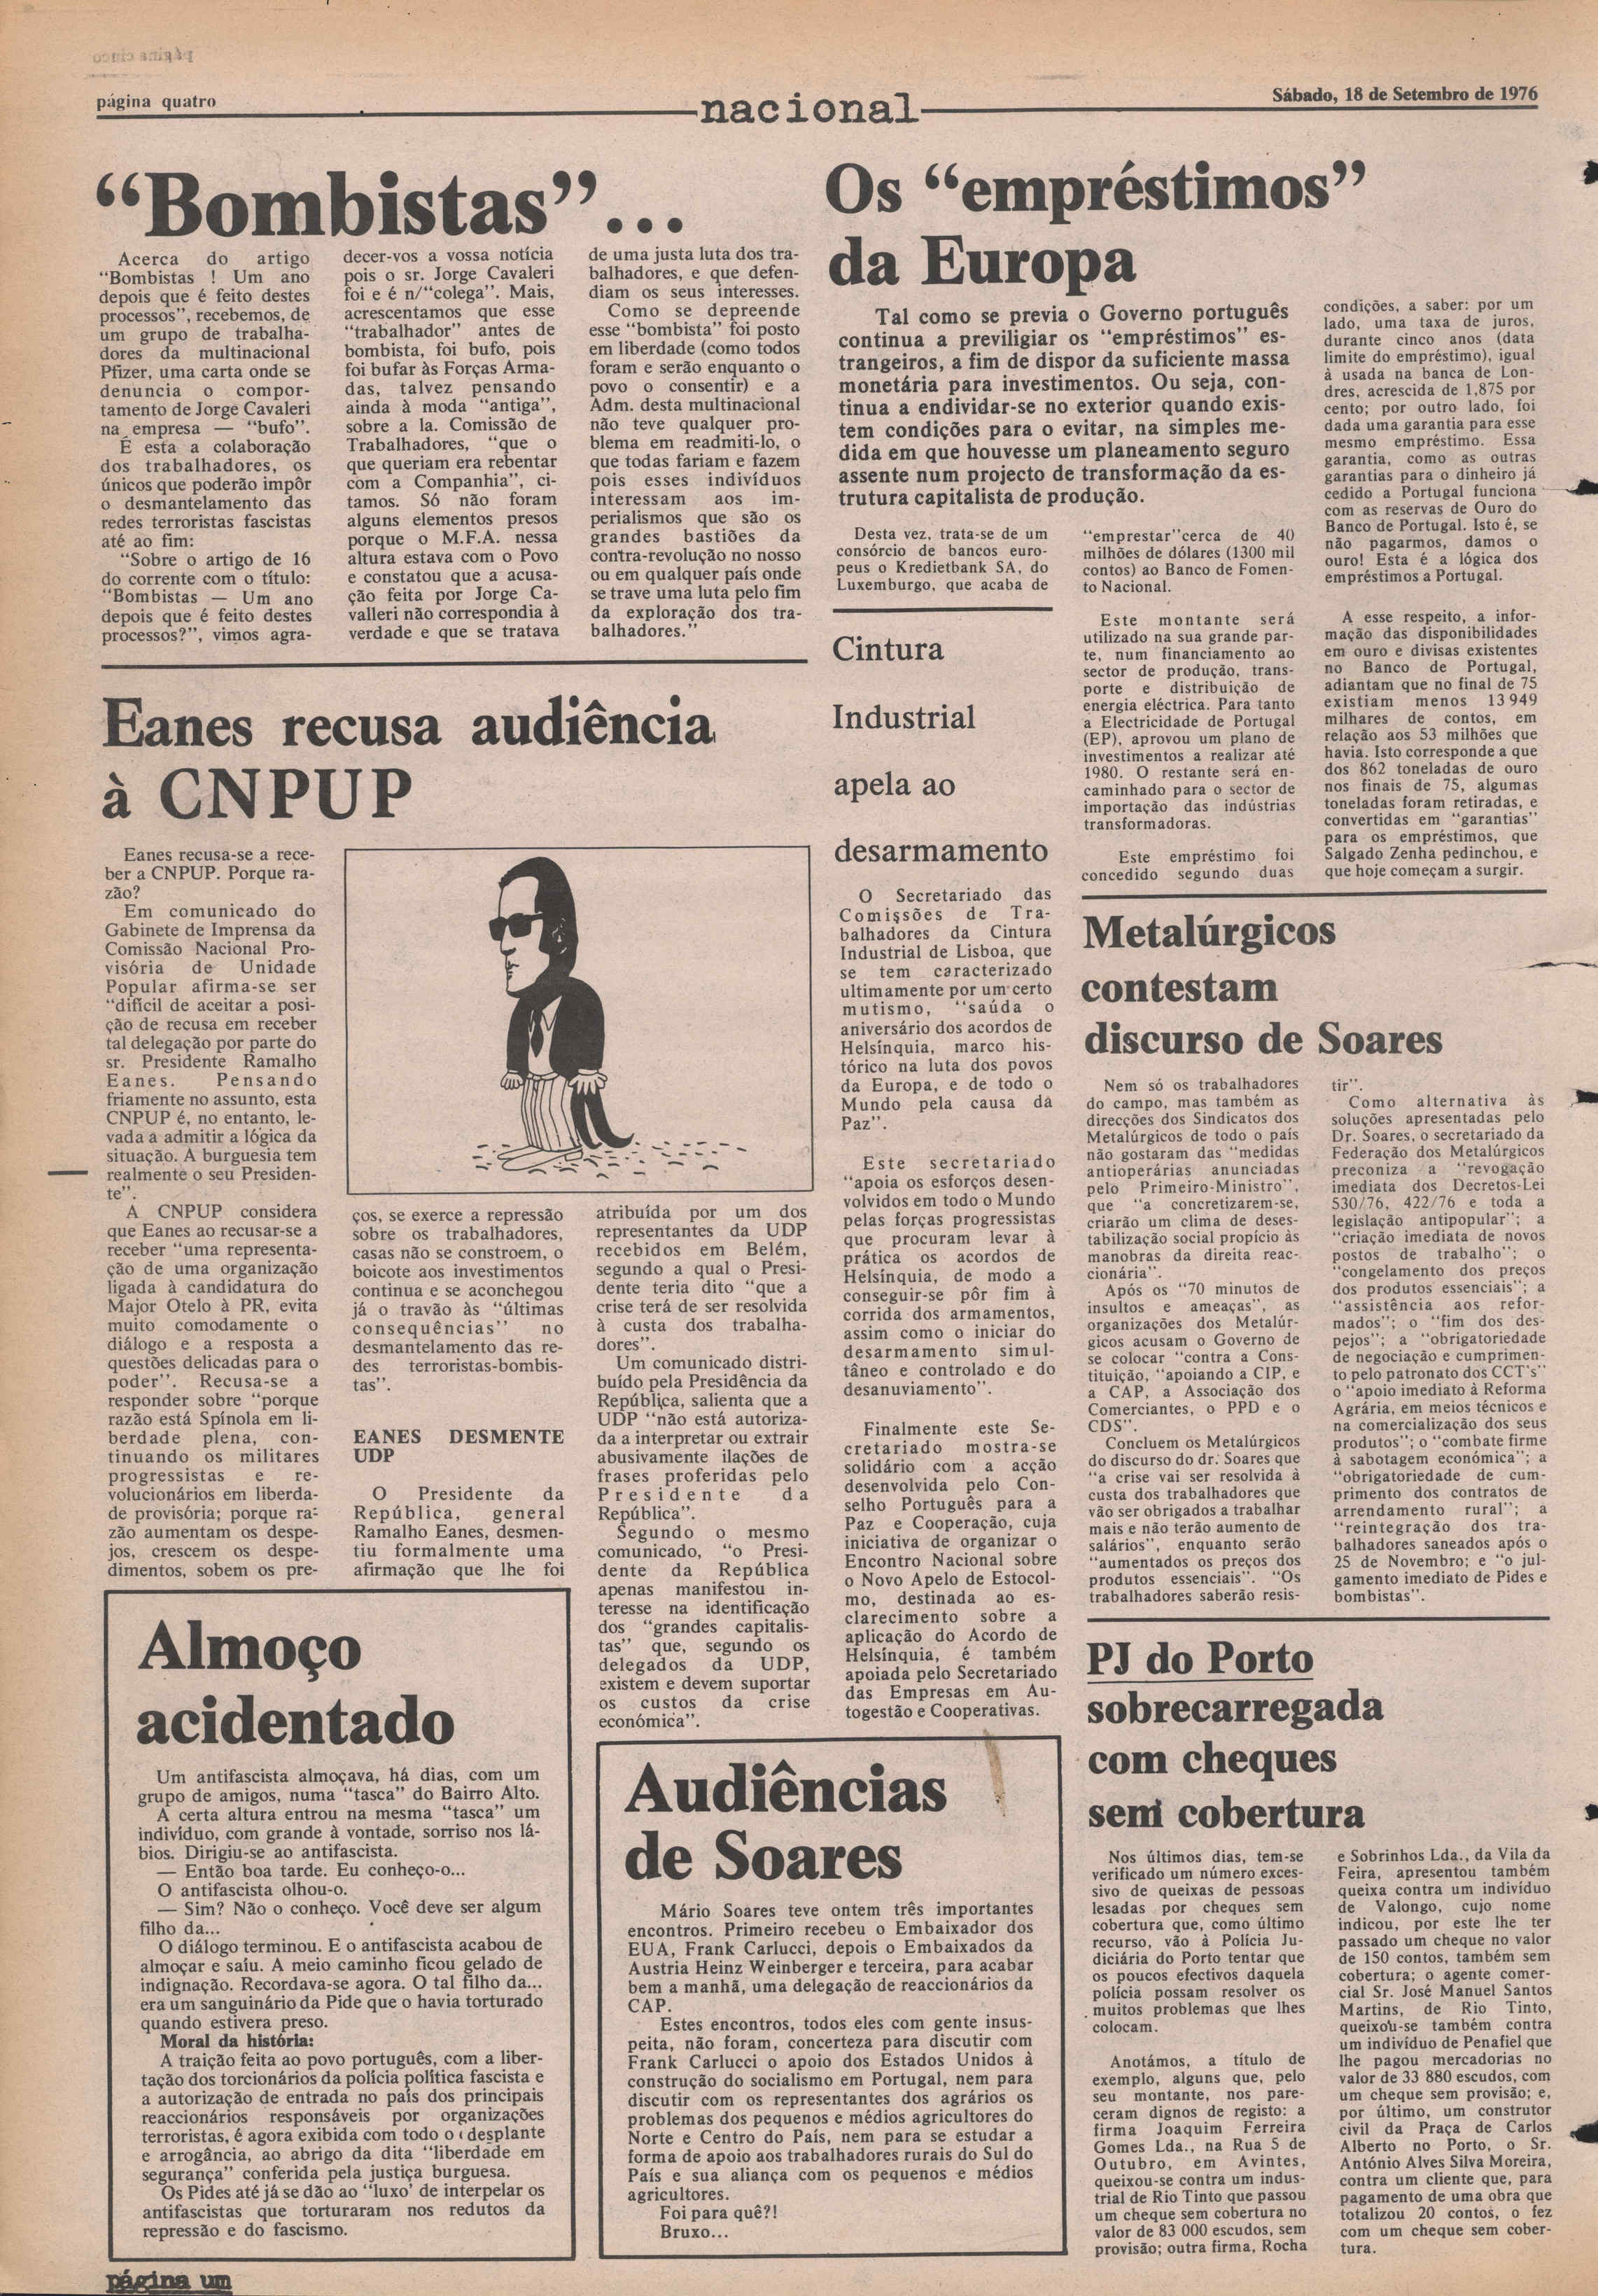 página quatro
nacional
Sábado, 18 de Setembro de 1976
“Bombistas”...
Acerca do artigo
“Bombistas ! Um ano
depois que é feito destes
processos”, recebemos, de
um grupo de trabalha-
dores da multinacional
Pfizer, uma carta onde se
denuncia o compor-
tamento de Jorge Cavaleri
na empresa — “bufo”.
É esta a colaboração
dos trabalhadores, os
únicos que poderão impôr
o desmantelamento das
redes terroristas fascistas
até ao fim:
“Sobre o artigo de 16
do corrente com o título:
“Bombistas — Um ano
depois que é feito destes
processos?”, vimos agra-
decer-vos a vossa notícia
pois o sr. Jorge Cavaleri
foi e é n/“colega”. Mais,
acrescentamos que esse
“trabalhador” antes de
bombista, foi bufo, pois
foi bufar às Forças Arma-
das, talvez pensando
ainda à moda “antiga”,
sobre a la. Comissão de
Trabalhadores, “que o
que queriam era rebentar
com a Companhia”, ci-
tamos. Só não foram
alguns elementos presos
porque o M.F.A. nessa
altura estava com o Povo
e constatou que a acusa-
ção feita por Jorge Ca-
valleri não correspondia à
verdade e que se tratava
de uma justa luta dos tra-
balhadores, e que defen-
diam os seus interesses.
Como se depreende
esse “bombista” foi posto
em liberdade (como todos
foram e serão enquanto o
povo o consentir) e a
Adm. desta multinacional
não teve qualquer pro-
blema em readmiti-lo, o
que todas fariam e fazem
pois esses indivíduos
interessam aos im-
perialismos que são os
grandes bastiões da
contra-revolução no nosso
ou em qualquer país onde
se trave uma luta pelo fim
da exploração dos tra-
balhadores.”
Os “empréstimos”
da Europa
Tal como se previa o Governo português
continua a previligiar os “empréstimos” es-
trangeiros, a fim de dispor da suficiente massa
monetária para investimentos. Ou seja, con-
tinua a endividar-se no exterior quando exis-
tem condições para o evitar, na simples me-
dida em que houvesse um planeamento seguro
assente num projecto de transformação da es-
trutura capitalista de produção.
Desta vez, trata-se de um
consórcio de bancos euro-
peus o Kredietbank SA, do
Luxemburgo, que acaba de
“emprestar”cerca de 40
milhões de dólares (1300 mil
contos) ao Banco de Fomen-
to Nacional.
Este montante será
utilizado na sua grande par-
te, num financiamento ao
sector de produção, trans-
porte e distribuição de
energia eléctrica. Para tanto
a Electricidade de Portugal
(EP), aprovou um plano de
investimentos a realizar até
1980. O restante será en-
caminhado para o sector de
importação das indústrias
transformadoras.
Este empréstimo foi
concedido segundo duas
condições, a saber: por um
lado, uma taxa de juros,
durante cinco anos (data
limite do empréstimo), igual
à usada na banca de Lon-
dres, acrescida de 1,875 por
cento; por outro lado, foi
dada uma garantia para esse
mesmo empréstimo. Essa
garantia, como as outras
garantias para o dinheiro já
cedido a Portugal funciona
com as reservas de Ouro do
Banco de Portugal. Isto é, se
não pagarmos, damos o
ouro! Esta é a lógica dos
empréstimos a Portugal.
A esse respeito, a infor-
mação das disponibilidades
em ouro e divisas existentes
no Banco de Portugal,
adiantam que no final de 75
existiam menos 13 949
milhares de contos, em
relação aos 53 milhões que
havia. Isto corresponde a que
dos 862 toneladas de ouro
nos finais de 75, algumas
toneladas foram retiradas, e
convertidas em “garantias”
para os empréstimos, que
Salgado Zenha pedinchou, e
que hoje começam a surgir.
Eanes recusa audiência
à CNPUP
Eanes recusa-se a rece-
ber a CNPUP. Porque ra-
zão?
Em comunicado do
Gabinete de Imprensa da
Comissão Nacional Pro-
visória de Unidade
Popular afirma-se ser
“difícil de aceitar a posi-
ção de recusa em receber
tal delegação por parte do
sr. Presidente Ramalho
Eanes. Pensando
friamente no assunto, esta
CNPUP é, no entanto, le-
vada a admitir a lógica da
situação. A burguesia tem
realmente o seu Presiden-
te”.
A CNPUP considera
que Eanes ao recusar-se a
receber “uma representa-
ção de uma organização
ligada à candidatura do
Major Otelo à PR, evita
muito comodamente o
diálogo e a resposta a
questões delicadas para o
poder”. Recusa-se a
responder sobre “porque
razão está Spínola em li-
berdade plena, con-
tinuando os militares
progressistas e re-
volucionários em liberda-
de provisória; porque ra-
zão aumentam os despe-
jos, crescem os despe-
dimentos, sobem os pre-
ços, se exerce a repressão
sobre os trabalhadores,
casas não se constroem, o
boicote aos investimentos
continua e se aconchegou
já o travão às “últimas
consequências” no
desmantelamento das re-
des terroristas-bombis-
tas”.
EANES DESMENTE
UDP
O Presidente da
República, general
Ramalho Eanes, desmen-
tiu formalmente uma
afirmação que lhe foi
atribuída por um dos
representantes da UDP
recebidos em Belém,
segundo a qual o Presi-
dente teria dito “que a
crise terá de ser resolvida
à custa dos trabalha-
dores”.
Um comunicado distri-
buído pela Presidência da
República, salienta que a
UDP “não está autoriza-
da a interpretar ou extrair
abusivamente ilações de
frases proferidas pelo
Presidente da
República”.
Segundo o mesmo
comunicado, “o Presi-
dente da República
apenas manifestou in-
teresse na identificação
dos “grandes capitalis-
tas” que, segundo os
delegados da UDP,
existem e devem suportar
os custos da crise
económica”.
Cintura
Industrial
apela ao
desarmamento
O Secretariado das
Comissões de Tra-
balhadores da Cintura
Industrial de Lisboa, que
se tem caracterizado
ultimamente por um certo
mutismo, “saúda o
aniversário dos acordos de
Helsínquia, marco his-
tórico na luta dos povos
da Europa, e de todo o
Mundo pela causa da
Paz”.
Este secretariado
“apoia os esforços desen-
volvidos em todo o Mundo
pelas forças progressistas
que procuram levar à
prática os acordos de
Helsínquia, de modo a
conseguir-se pôr fim à
corrida dos armamentos,
assim como o iniciar do
desarmamento simul-
tâneo e controlado e do
desanuviamento”.
Finalmente este Se-
cretariado mostra-se
solidário com a acção
desenvolvida pelo Con-
selho Português para a
Paz e Cooperação, cuja
iniciativa de organizar o
Encontro Nacional sobre
o Novo Apelo de Estocol-
mo, destinada ao es-
clarecimento sobre a
aplicação do Acordo de
Helsínquia, é também
apoiada pelo Secretariado
das Empresas em Au-
togestão e Cooperativas.
Metalúrgicos
contestam
discurso de Soares
Nem só os trabalhadores
do campo, mas também as
direcções dos Sindicatos dos
Metalúrgicos de todo o país
não gostaram das “medidas
antioperárias anunciadas
pelo Primeiro-Ministro”,
que “a concretizarem-se,
criarão um clima de deses-
tabilização social propício às
manobras da direita reac-
cionária”.
Após os “70 minutos de
insultos e ameaças”, as
organizações dos Metalúr-
gicos acusam o Governo de
se colocar “contra a Cons-
tituição, “apoiando a CIP, e
a CAP, a Associação dos
Comerciantes, o PPD e o
CDS”.
Concluem os Metalúrgicos
do discurso do dr. Soares que
“a crise vai ser resolvida à
custa dos trabalhadores que
vão ser obrigados a trabalhar
mais e não terão aumento de
salários”, enquanto serão
“aumentados os preços dos
produtos essenciais”. “Os
trabalhadores saberão resis-
tir”.
Como alternativa às
soluções apresentadas pelo
Dr. Soares, o secretariado da
Federação dos Metalúrgicos
preconiza a “revogação
imediata dos Decretos-Lei
530/76, 422/76 e toda a
legislação antipopular”; a
“criação imediata de novos
postos de trabalho”; o
“congelamento dos preços
dos produtos essenciais”; a
“assistência aos refor-
mados”; o “fim dos des-
pejos”; a “obrigatoriedade
de negociação e cumprimen-
to pelo patronato dos CCT's”
o “apoio imediato à Reforma
Agrária, em meios técnicos e
na comercialização dos seus
produtos”; o “combate firme
à sabotagem económica”; a
“obrigatoriedade de cum-
primento dos contratos de
arrendamento rural”; a
“reintegração dos tra-
balhadores saneados após o
25 de Novembro; e “o jul-
gamento imediato de Pides e
bombistas”.
Almoço
acidentado
Um antifascista almoçava, há dias, com um
grupo de amigos, numa “tasca” do Bairro Alto.
A certa altura entrou na mesma “tasca” um
indivíduo, com grande à vontade, sorriso nos lá-
bios. Dirigiu-se ao antifascista.
— Então boa tarde. Eu conheço-o...
O antifascista olhou-o.
— Sim? Não o conheço. Você deve ser algum
filho da...
O diálogo terminou. E o antifascista acabou de
almoçar e saíu. A meio caminho ficou gelado de
indignação. Recordava-se agora. O tal filho da...
era um sanguinário da Pide que o havia torturado
quando estivera preso.
Moral da história:
A traição feita ao povo português, com a liber-
tação dos torcionários da polícia política fascista e
a autorização de entrada no país dos principais
reaccionários responsáveis por organizações
terroristas, é agora exibida com todo o desplante
e arrogância, ao abrigo da dita “liberdade em
segurança” conferida pela justiça burguesa.
Os Pides até já se dão ao “luxo' de interpelar os
antifascistas que torturaram nos redutos da
repressão e do fascismo.
Audiências
de Soares
Mário Soares teve ontem três importantes
encontros. Primeiro recebeu o Embaixador dos
EUA, Frank Carlucci, depois o Embaixados da
Austria Heinz Weinberger e terceira, para acabar
bem a manhã, uma delegação de reaccionários da
CAP.
Estes encontros, todos eles com gente insus-
peita, não foram, concerteza para discutir com
Frank Carlucci o apoio dos Estados Unidos à
construção do socialismo em Portugal, nem para
discutir com os representantes dos agrários os
problemas dos pequenos e médios agricultores do
Norte e Centro do País, nem para se estudar a
forma de apoio aos trabalhadores rurais do Sul do
País e sua aliança com os pequenos e médios
agricultores.
Foi para quê?!
Bruxo...
PJ do Porto
sobrecarregada
com cheques
sem cobertura
Nos últimos dias, tem-se
verificado um número exces-
sivo de queixas de pessoas
lesadas por cheques sem
cobertura que, como último
recurso, vão à Polícia Ju-
diciária do Porto tentar que
os poucos efectivos daquela
polícia possam resolver os
muitos problemas que lhes
colocam.
Anotámos, a título de
exemplo, alguns que, pelo
seu montante, nos pare-
ceram dignos de registo: a
firma Joaquim Ferreira
Gomes Lda., na Rua 5 de
Outubro, em Avintes,
queixou-se contra um indus-
trial de Rio Tinto que passou
um cheque sem cobertura no
valor de 83 000 escudos, sem
provisão; outra firma, Rocha
e Sobrinhos Lda., da Vila da
Feira, apresentou também
queixa contra um indivíduo
de Valongo, cujo nome
indicou, por este lhe ter
passado um cheque no valor
de 150 contos, também sem
cobertura; o agente comer-
cial Sr. José Manuel Santos
Martins, de Rio Tinto,
queixou-se também contra
um indivíduo de Penafiel que
lhe pagou mercadorias no
valor de 33 880 escudos, com
um cheque sem provisão; e,
por último, um construtor
civil da Praça de Carlos
Alberto no Porto, o Sr.
António Alves Silva Moreira,
contra um cliente que, para
pagamento de uma obra que
totalizou 20 contos, o fez
com um cheque sem cober-
tura.
página um